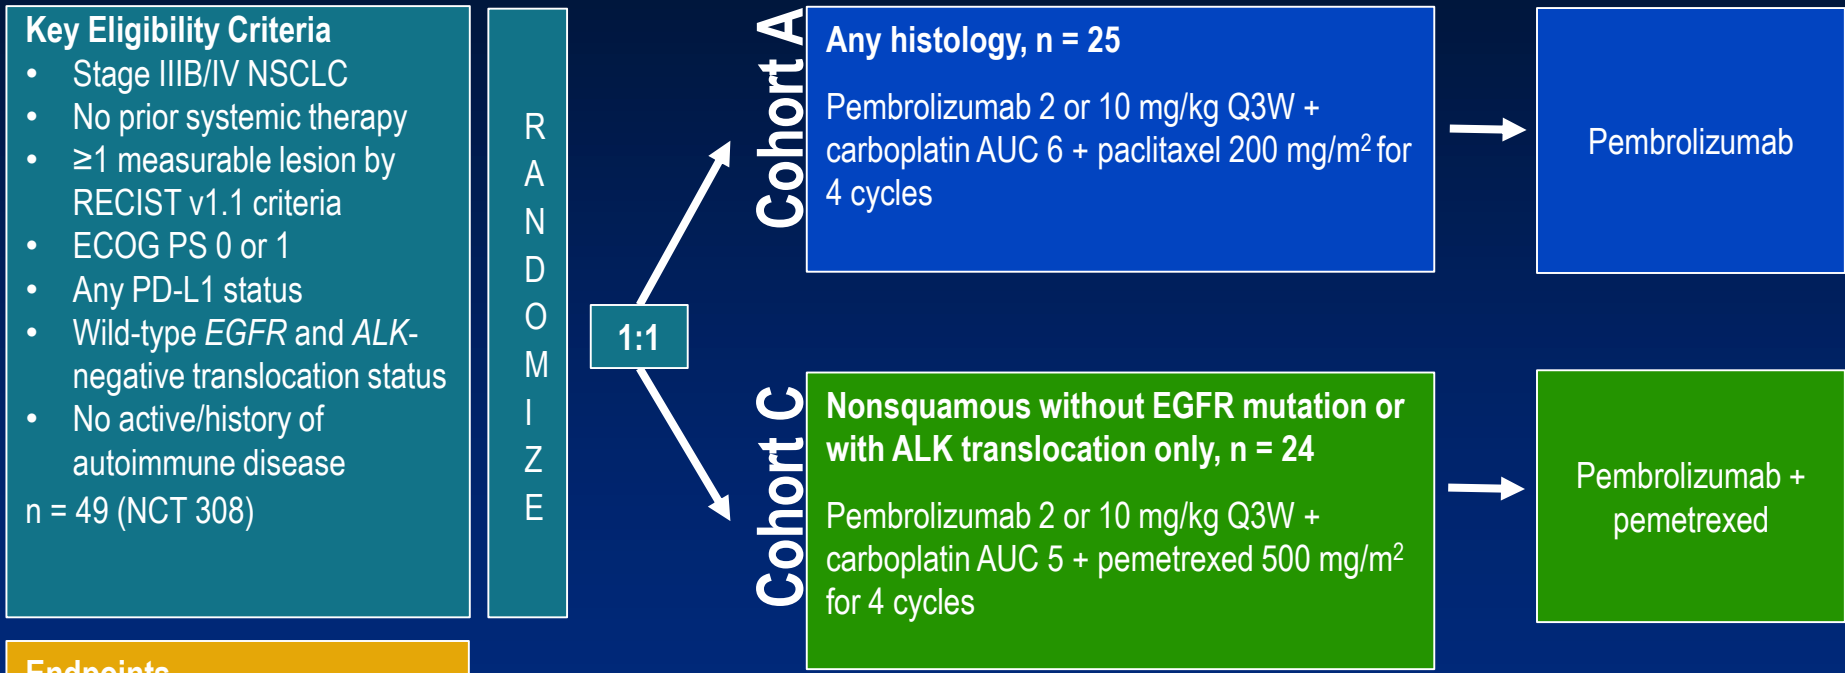 Key Eligibility Criteria
• Stage IIIB/IV NSCLC
• No prior systemic therapy
• ≥1 measurable lesion by
RECIST v1.1 criteria
• ECOG PS 0 or 1
• Any PD-L1 status
• Wild-type EGFR and ALK-
negative translocation status
• No active/history of
autoimmune disease
n = 49 (NCT 308)
Endpoints
R
A
N
D
O
M
I
Z
E
1:1
Cohort A
Any histology, n = 25
Pembrolizumab 2 or 10 mg/kg Q3W +
carboplatin AUC 6 + paclitaxel 200 mg/m² for
4 cycles
Pembrolizumab
Cohort C
Nonsquamous without EGFR mutation or
with ALK translocation only, n = 24
Pembrolizumab 2 or 10 mg/kg Q3W +
carboplatin AUC 5 + pemetrexed 500 mg/m²
for 4 cycles
Pembrolizumab +
pemetrexed